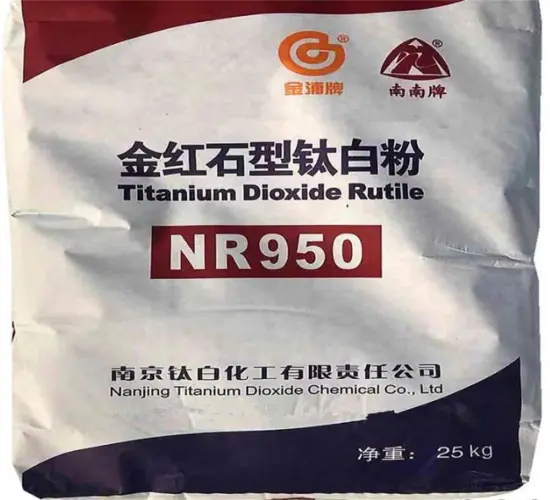 金浦牌 ® 南南牌 ®
金红石型钛白粉
Titanium Dioxide Rutile
NR950
南京钛白化工有限责任公司
Nanjing Titanium Dioxide Chemical Co., Ltd
净重： 25 kg